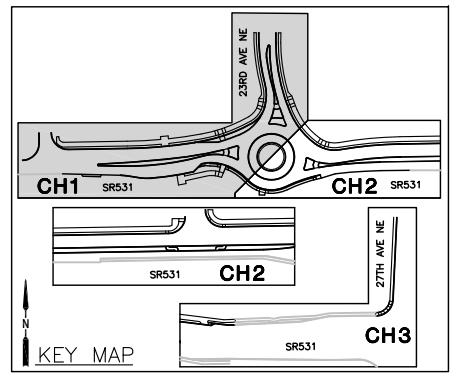 23RD AVE NE
CH1
SR531
CH2
SR531
SR531
CH2
27TH AVE NE
CH3
SR531
N
KEY MAP